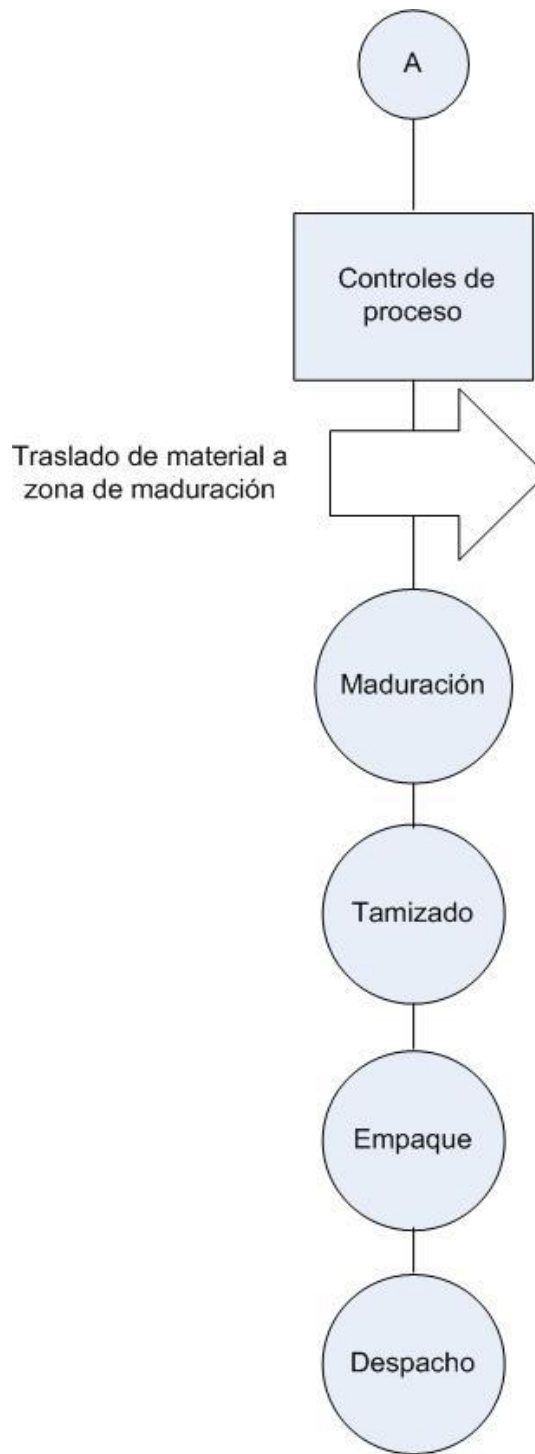 A
Controles de
proceso
Traslado de material a
zona de maduración
Maduración
Tamizado
Empaque
Despacho